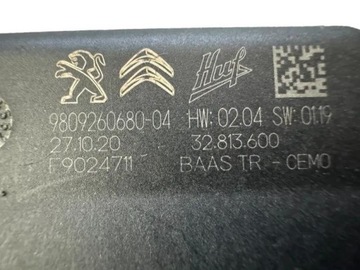 Huf
9809260680-04 HW:02.04 SW:01.19
27.10.20 32.813.600
F9024711 BAAS TR - CEMO